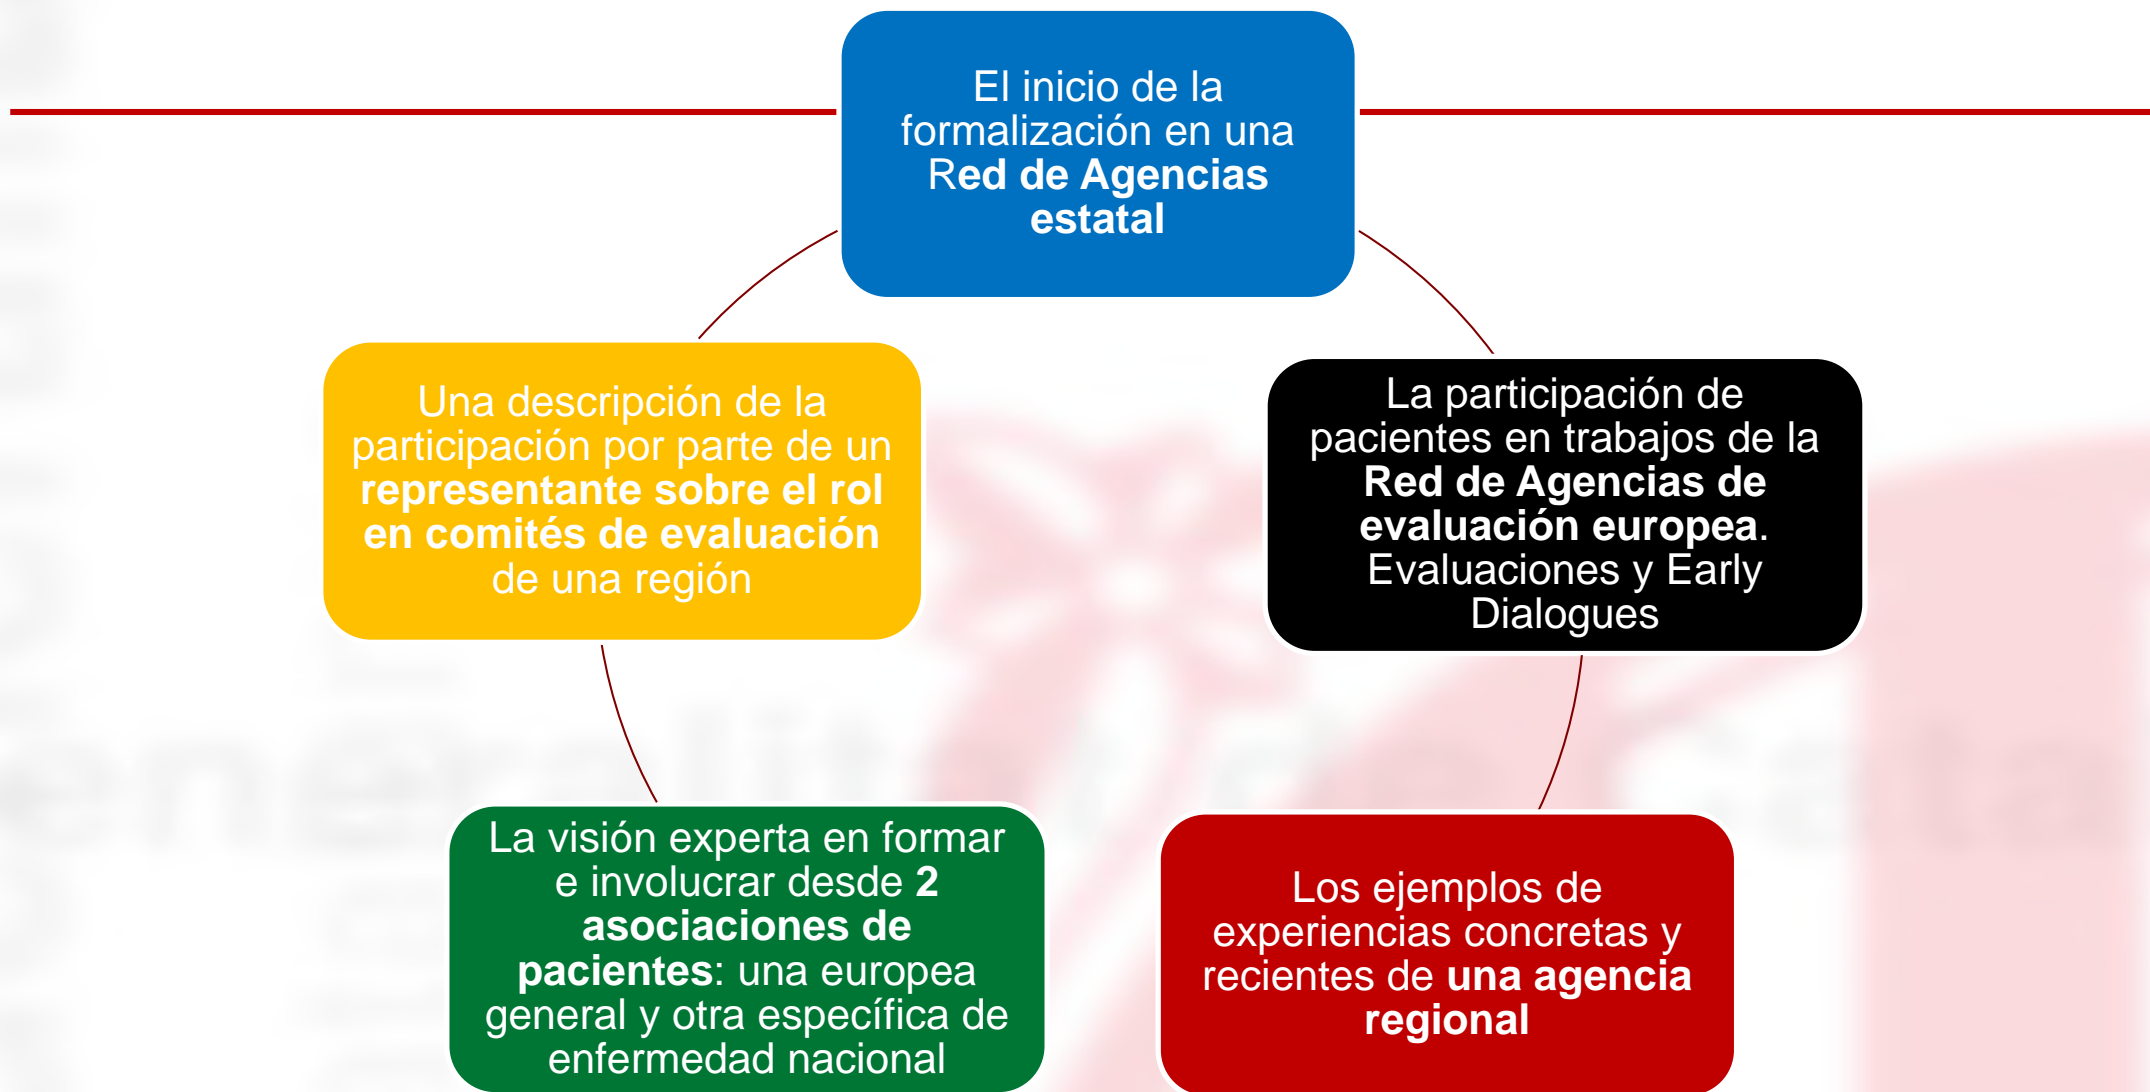 El inicio de la
formalización en una
Red de Agencias
estatal
Una descripción de la
participación por parte de un
representante sobre el rol
en comités de evaluación
de una región
La participación de
pacientes en trabajos de la
Red de Agencias de
evaluación europea.
Evaluaciones y Early
Dialogues
La visión experta en formar
e involucrar desde 2
asociaciones de
pacientes: una europea
general y otra específica de
enfermedad nacional
Los ejemplos de
experiencias concretas y
recientes de una agencia
regional